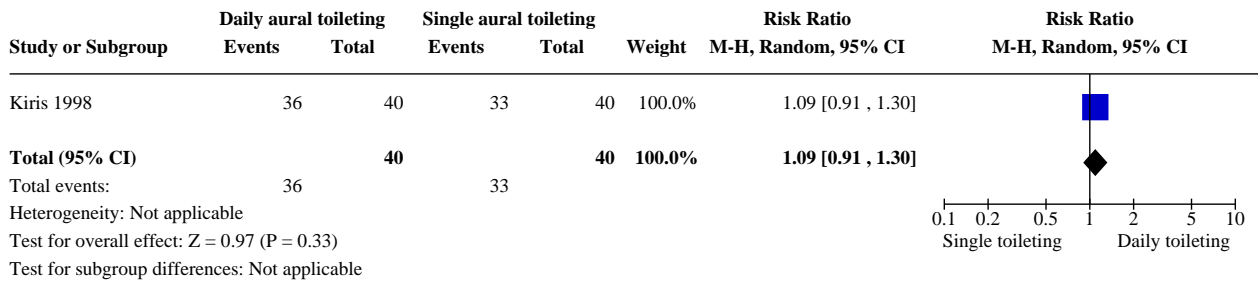 Daily aural toileting Single aural toileting Risk Ratio Risk Ratio
Study or Subgroup Events Total Events Total Weight M-H, Random, 95% CI M-H, Random, 95% CI
Kiris 1998 36 40 33 40 100.0% 1.09 [0.91 , 1.30]
Total (95% CI) 40 40 100.0% 1.09 [0.91 , 1.30]
Total events: 36 33
Heterogeneity: Not applicable
0.1 0.2 0.5 1 2 5 10
Test for overall effect: Z = 0.97 (P = 0.33)
Single toileting Daily toileting
Test for subgroup differences: Not applicable